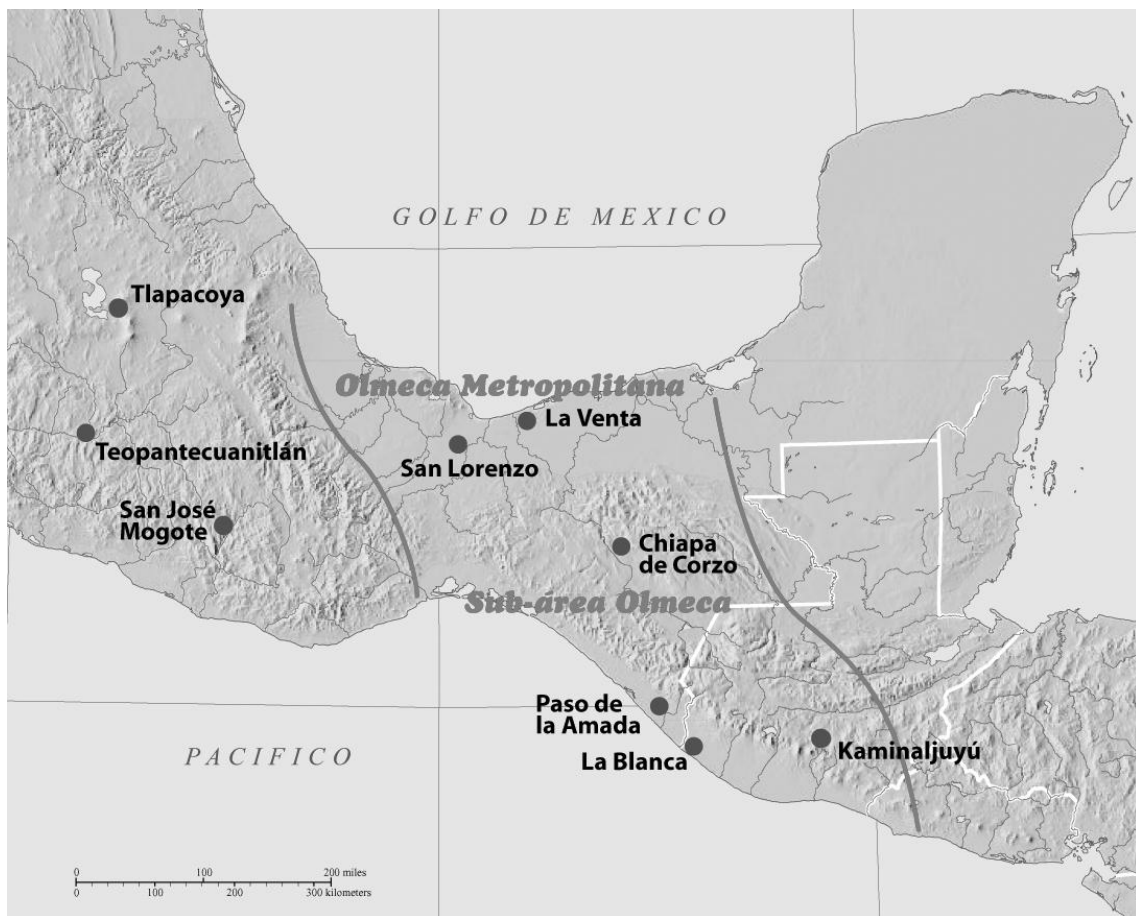 GOLFO DE MEXICO
Tlapacoya
Olmeca Metropolitana
La Venta
Teopantecuanitlán
San Lorenzo
San José
Mogote
Chiapa
de Corzo
Sub-área Olmeca
Paso de
la Amada
La Blanca
Kaminaljuyú
PACIFICO
0 100 200 miles
0 100 200 300 kilometers